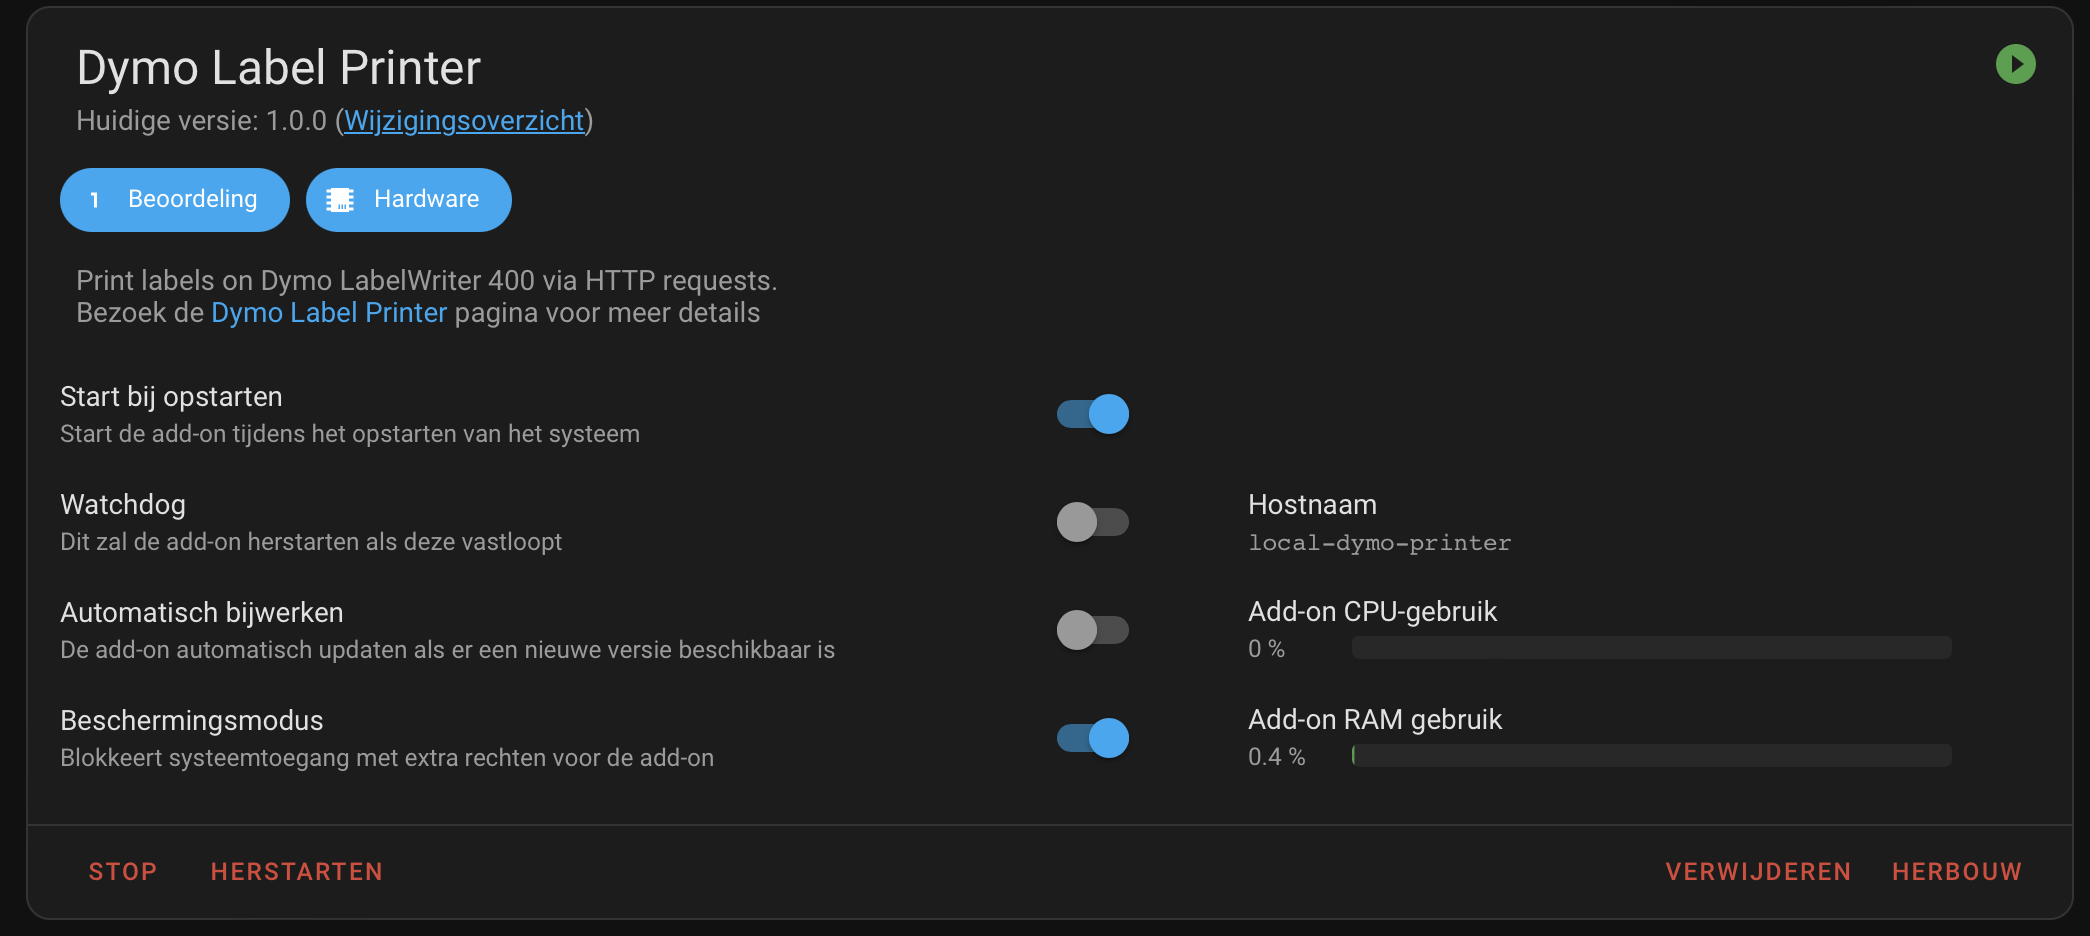 Dymo Label Printer
Huidige versie: 1.0.0 (Wijzigingsoverzicht)
1 Beoordeling
Hardware
Print labels on Dymo LabelWriter 400 via HTTP requests.
Bezoek de Dymo Label Printer pagina voor meer details
Start bij opstarten
Start de add-on tijdens het opstarten van het systeem
Watchdog
Dit zal de add-on herstarten als deze vastloopt
Hostnaam
local-dymo-printer
Automatisch bijwerken
De add-on automatisch updaten als er een nieuwe versie beschikbaar is
Add-on CPU-gebruik
0 %
Beschermingsmodus
Blokkeert systeemtoegang met extra rechten voor de add-on
Add-on RAM gebruik
0.4 %
STOP
HERSTARTEN
VERWIJDEREN
HERBOUW